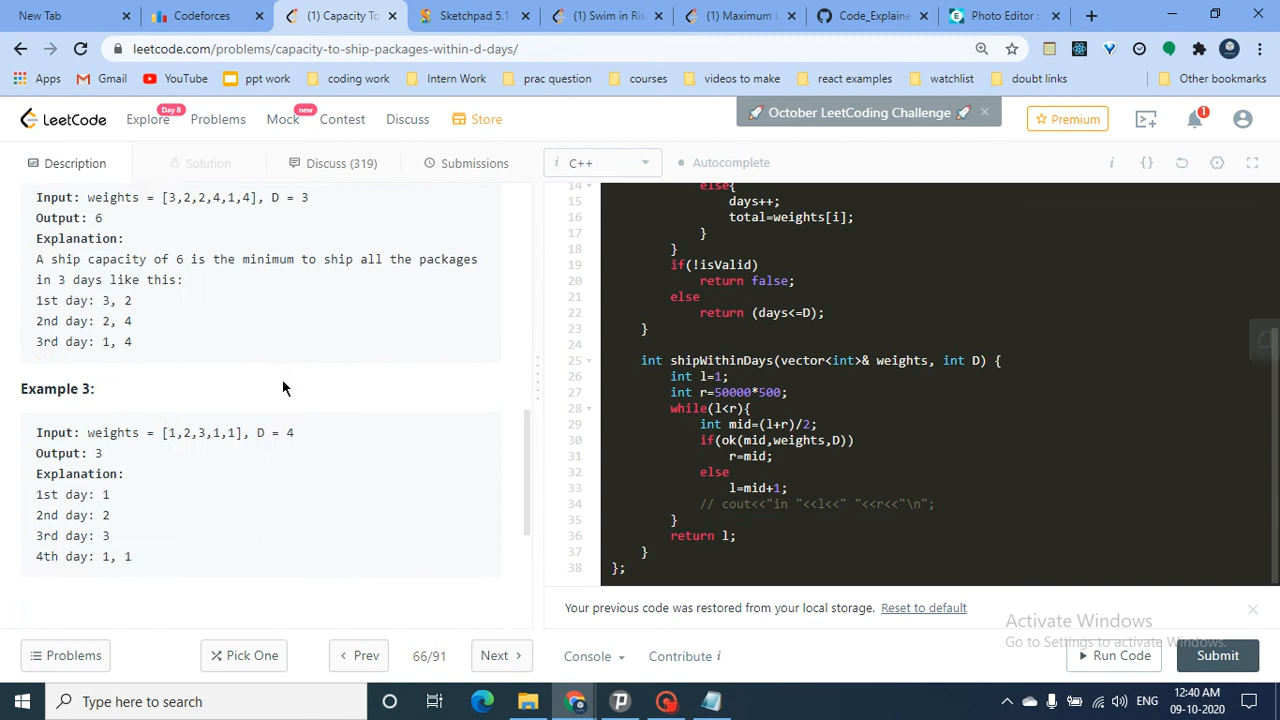 New Tab
Codeforces
(1) Capacity To
Sketchpad 5.1
(1) Swim in Ris
(1) Maximum L
Code_Explaine
Photo Editor :
leetcode.com/problems/capacity-to-ship-packages-within-d-days/
Apps
Gmail
YouTube
ppt work
coding work
Intern Work
prac question
courses
videos to make
react examples
watchlist
doubt links
Other bookmarks
LeetCode
Explore
Day 8
Problems
Mock
new
Contest
Discuss
Store
🚀 October LeetCoding Challenge 🚀
Premium
1
Description
Solution
Discuss (319)
Submissions
i C++
Autocomplete
Input: weights = [3,2,2,4,1,4], D = 3
Output: 6
Explanation:
A ship capacity of 6 is the minimum to ship all the packages
in 3 days like this:
1st day: 3, 2
2nd day: 2, 4
3rd day: 1, 4
Example 3:
Input: weights = [1,2,3,1,1], D = 4
Output: 3
Explanation:
1st day: 1
2nd day: 2
3rd day: 3
4th day: 1, 1
14 else{
15 days++;
16 total=weights[i];
17 }
18 }
19 if(!isValid)
20 return false;
21 else
22 return (days<=D);
23 }
24
25 int shipWithinDays(vector<int>& weights, int D) {
26 int l=1;
27 int r=50000*500;
28 while(l<r){
29 int mid=(l+r)/2;
30 if(ok(mid,weights,D))
31 r=mid;
32 else
33 l=mid+1;
34 // cout<<"in "<<l<<" "<<r<<"\n";
35 }
36 return l;
37 }
38 };
Your previous code was restored from your local storage. Reset to default
Activate Windows
Go to Settings to activate Windows.
Problems
Pick One
Prev
66/91
Next
Console
Contribute i
Run Code
Submit
Type here to search
ENG
12:40 AM
09-10-2020